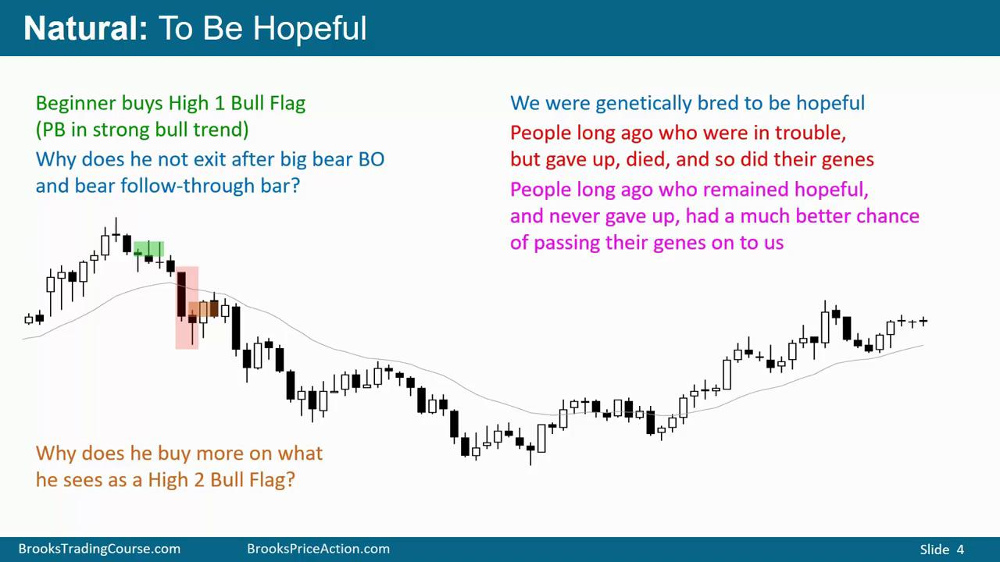 Natural: To Be Hopeful
Beginner buys High 1 Bull Flag
(PB in strong bull trend)
Why does he not exit after big bear BO
and bear follow-through bar?
We were genetically bred to be hopeful
People long ago who were in trouble,
but gave up, died, and so did their genes
People long ago who remained hopeful,
and never gave up, had a much better chance
of passing their genes on to us
Why does he buy more on what
he sees as a High 2 Bull Flag?
BrooksTradingCourse.com
BrooksPriceAction.com
Slide 4